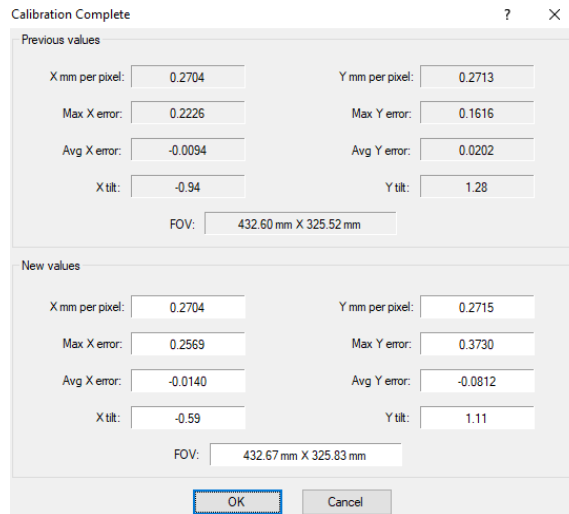 Calibration Complete ? ×
Previous values
X mm per pixel: 0.2704 Y mm per pixel: 0.2713
Max X error: 0.2226 Max Y error: 0.1616
Avg X error: -0.0094 Avg Y error: 0.0202
X tilt: -0.94 Y tilt: 1.28
FOV: 432.60 mm X 325.52 mm
New values
X mm per pixel: 0.2704 Y mm per pixel: 0.2715
Max X error: 0.2569 Max Y error: 0.3730
Avg X error: -0.0140 Avg Y error: -0.0812
X tilt: -0.59 Y tilt: 1.11
FOV: 432.67 mm X 325.83 mm
OK Cancel